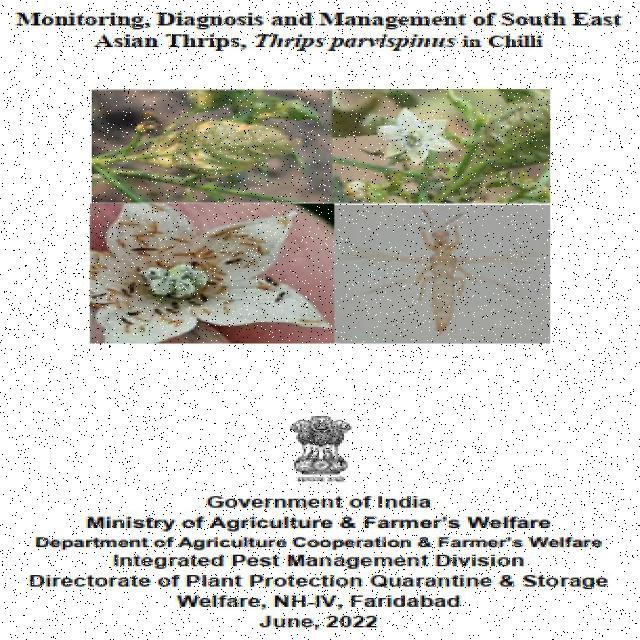 Monitoring, Diagnosis and Management of South East
Asian Thrips, Thrips parvispinus in Chilli
Government of India
Ministry of Agriculture & Farmer's Welfare
Department of Agriculture Cooperation & Farmer's Welfare
Integrated Pest Management Division
Directorate of Plant Protection Quarantine & Storage
Welfare, NH-IV, Faridabad
June, 2022